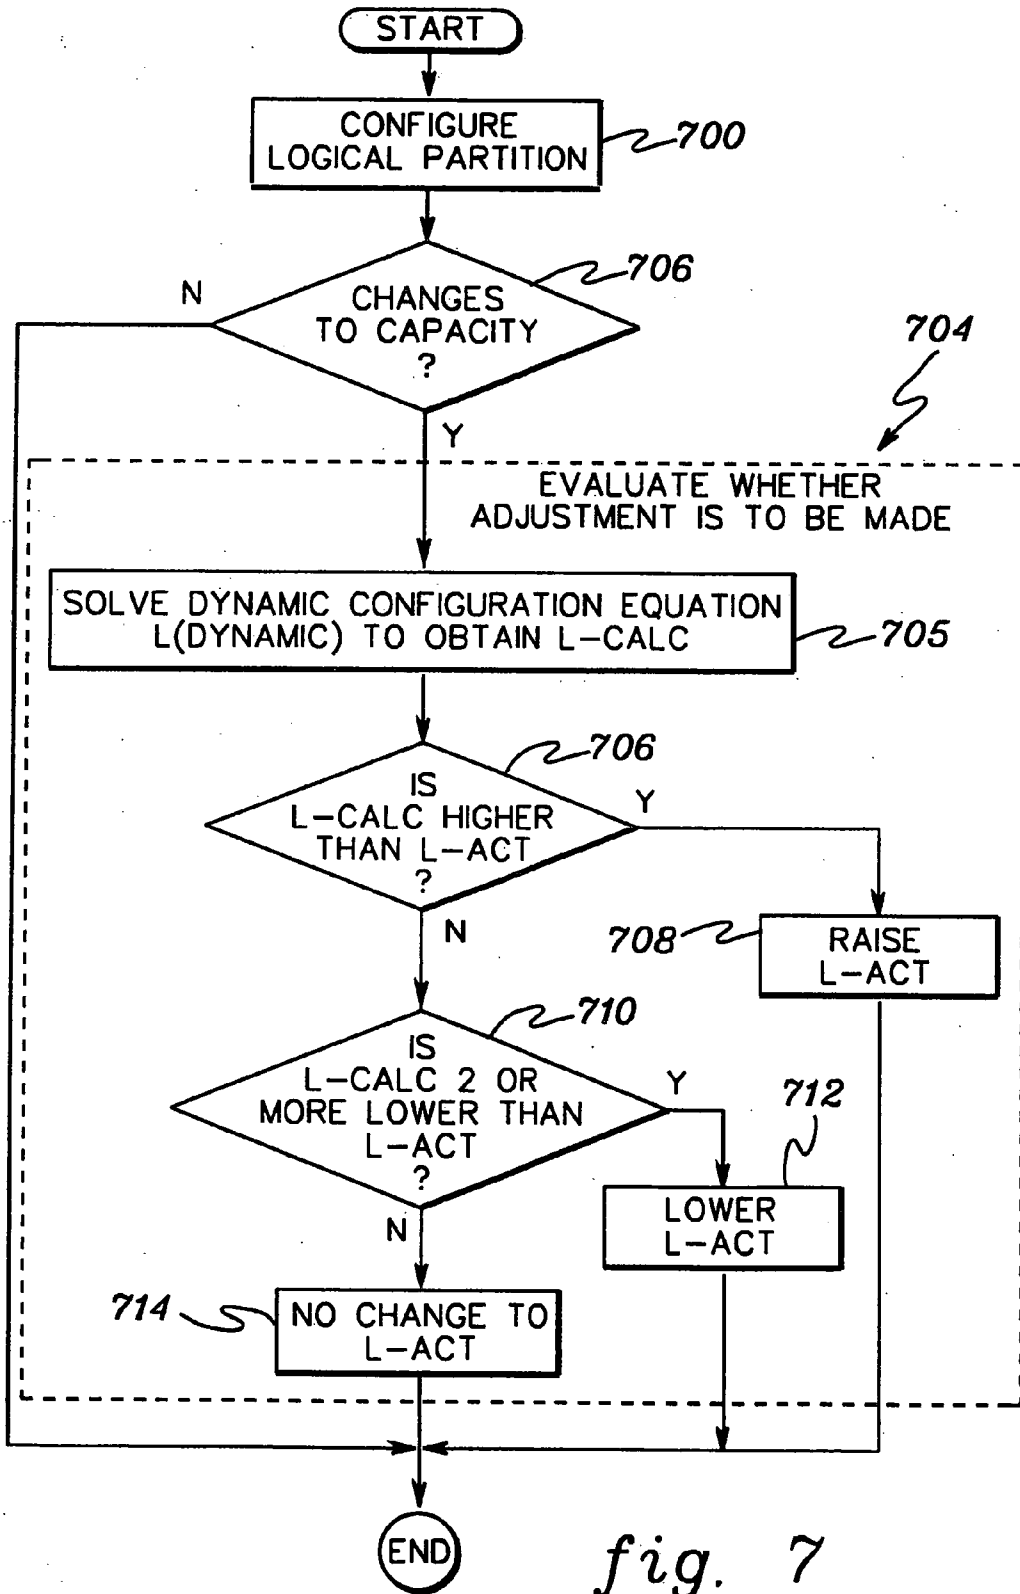 START
CONFIGURE
LOGICAL PARTITION
700
706
N
CHANGES
TO CAPACITY
?
704
Y
EVALUATE WHETHER
ADJUSTMENT IS TO BE MADE
SOLVE DYNAMIC CONFIGURATION EQUATION
L(DYNAMIC) TO OBTAIN L-CALC
705
706
IS
L-CALC HIGHER
THAN L-ACT
?
Y
N
708
RAISE
L-ACT
710
IS
L-CALC 2 OR
MORE LOWER THAN
L-ACT
?
Y
712
N
LOWER
L-ACT
714
NO CHANGE TO
L-ACT
END
fig. 7